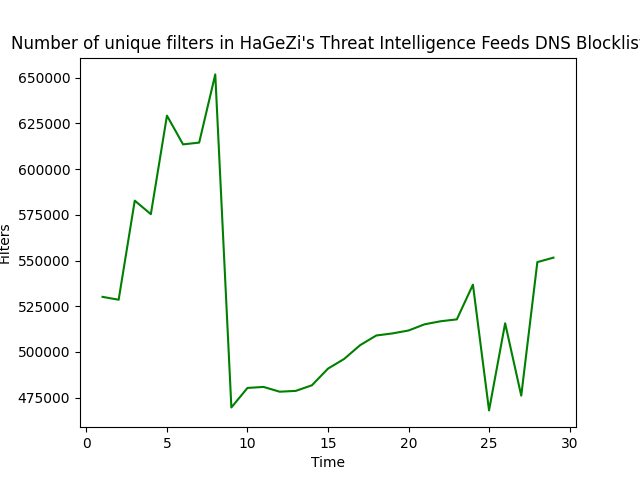 Number of unique filters in HaGeZi's Threat Intelligence Feeds DNS Blocklis
650000
625000
600000
575000
550000
525000
500000
475000
Filters
0 5 10 15 20 25 30
Time